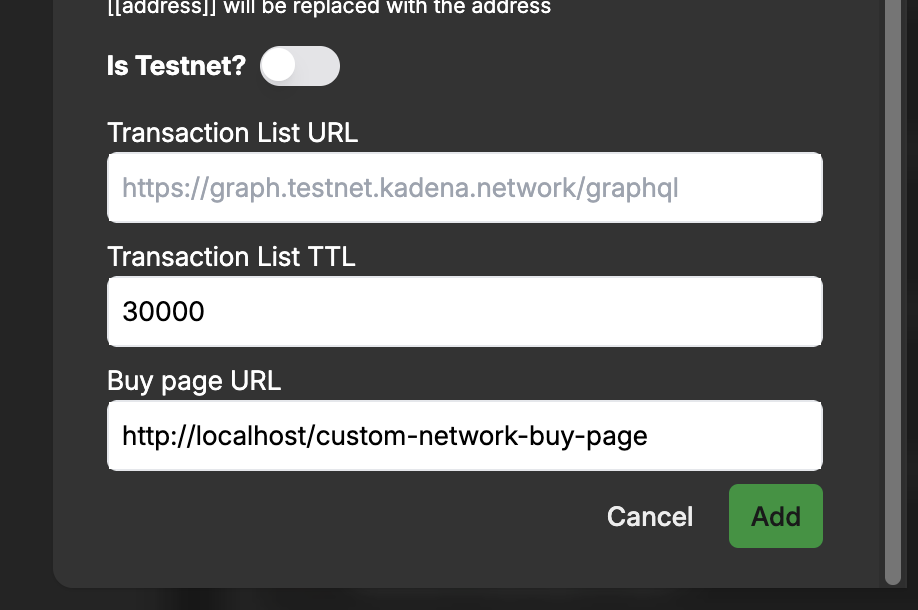 [[address]] will be replaced with the address
Is Testnet?
Transaction List URL
https://graph.testnet.kadena.network/graphql
Transaction List TTL
30000
Buy page URL
http://localhost/custom-network-buy-page
Cancel
Add